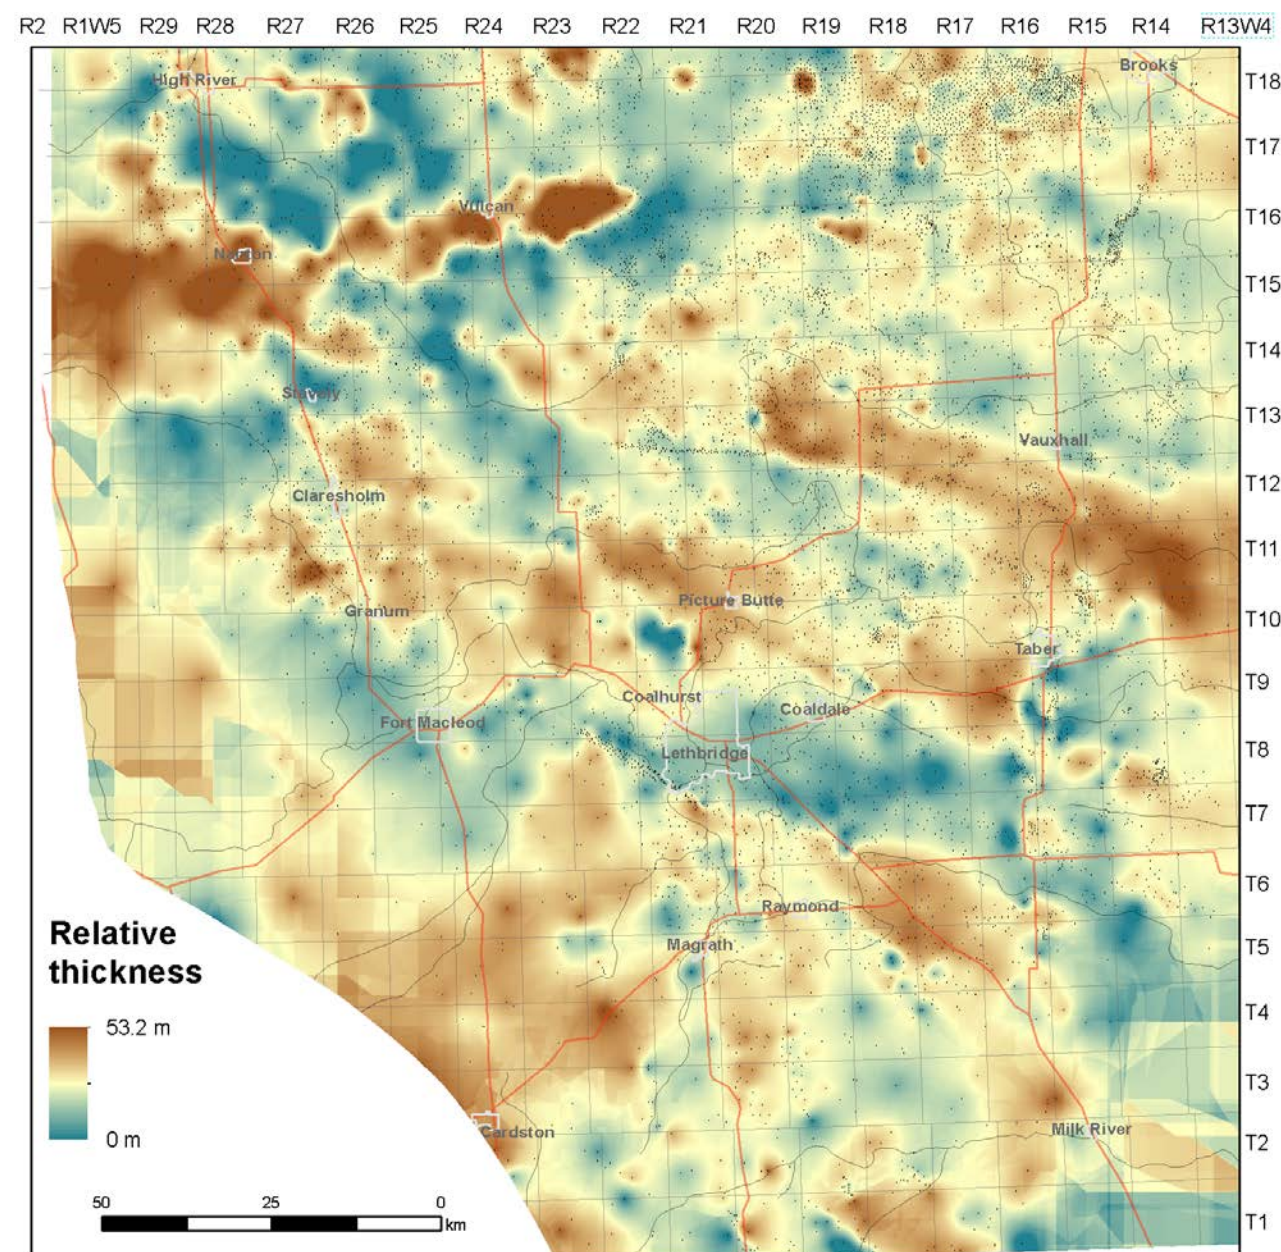 R2 R1W5 R29 R28 R27 R26 R25 R24 R23 R22 R21 R20 R19 R18 R17 R16 R15 R14 R13W4
Brooks
High River
T18
T17
Vulcan
T16
Nanton
T15
T14
Stavely
T13
Vauxhall
Claresholm
T12
T11
Picture Butte
Granum
T10
Taber
T9
Coalhurst
Coaldale
Fort Macleod
Lethbridge
T8
T7
T6
Raymond
Magrath
T5
Relative
thickness
T4
53.2 m
T3
0 m
Cardston
Milk River
T2
50 25 0
km
T1